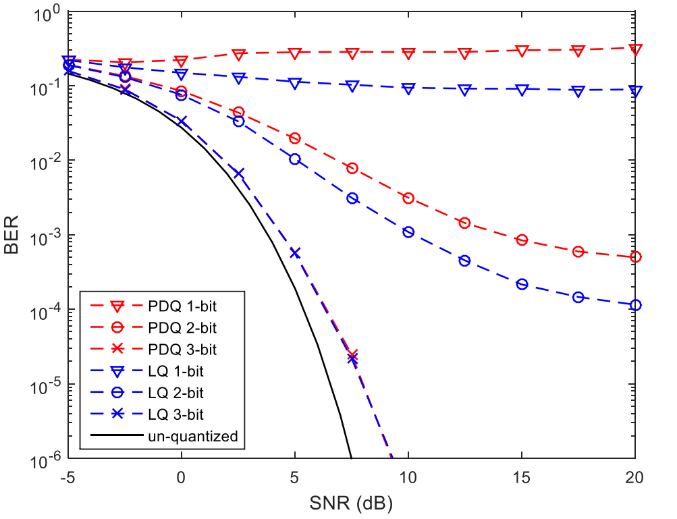 10^0
10^-1
10^-2
10^-3
10^-4
10^-5
10^-6
BER
PDQ 1-bit
PDQ 2-bit
PDQ 3-bit
LQ 1-bit
LQ 2-bit
LQ 3-bit
un-quantized
-5 0 5 10 15 20
SNR (dB)